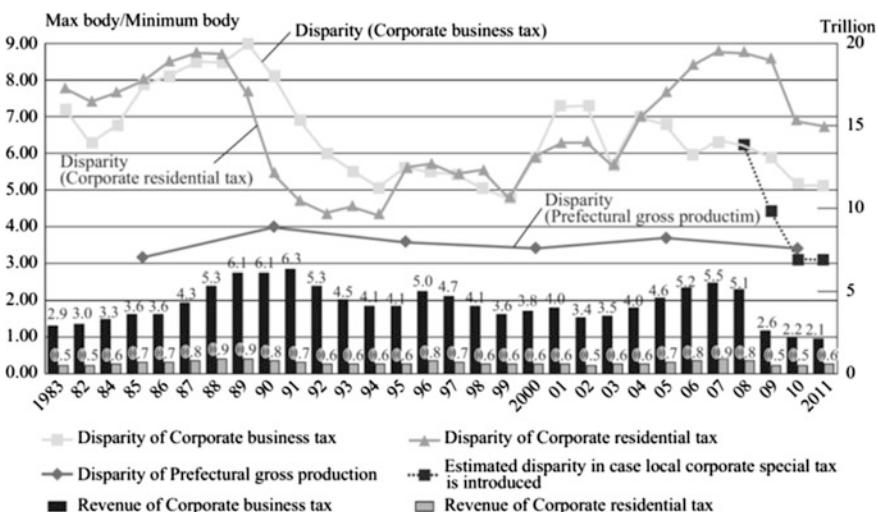 Max body/Minimum body
Trillion
Disparity (Corporate business tax)
9.00
20
8.00
7.00
15
6.00
Disparity
(Corporate residential tax)
5.00
Disparity
(Prefectural gross productim)
10
4.00
3.00
2.00
5
1.00
0.00
0
2.9 3.0 3.3 3.6 3.6 4.3 5.3 6.1 6.1 6.3 5.3 4.5 4.1 4.1 5.0 4.7 4.1 3.6 3.8 4.0 3.4 3.5 4.0 4.6 5.2 5.5 5.1 2.6 2.2 2.1
0.5 0.5 0.6 0.7 0.7 0.8 0.9 0.9 0.8 0.7 0.6 0.6 0.6 0.6 0.8 0.7 0.6 0.6 0.6 0.6 0.5 0.6 0.6 0.7 0.8 0.9 0.8 0.5 0.5 0.6
1983 82 84 85 86 87 88 89 90 91 92 93 94 95 96 97 98 99 2000 01 02 03 04 05 06 07 08 09 10 2011
Disparity of Corporate business tax
Disparity of Corporate residential tax
Disparity of Prefectural gross production
Estimated disparity in case local corporate special tax
is introduced
Revenue of Corporate business tax
Revenue of Corporate residential tax